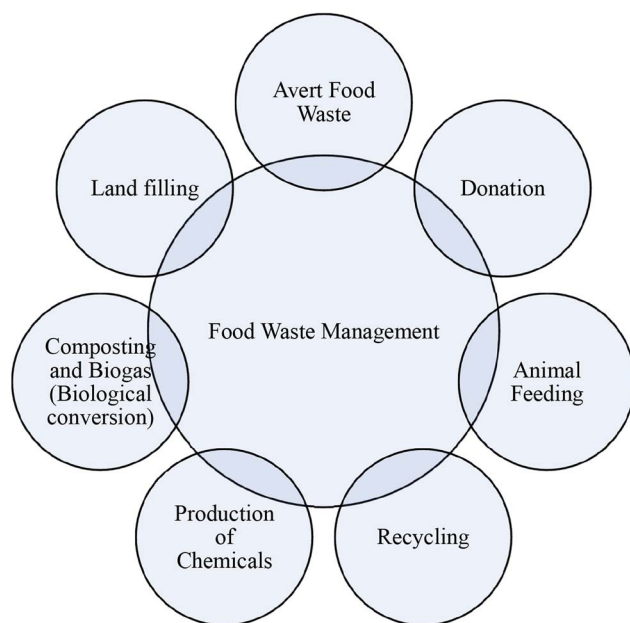 Avert Food
Waste
Land filling
Donation
Food Waste Management
Composting
and Biogas
(Biological
conversion)
Animal
Feeding
Production
of
Chemicals
Recycling